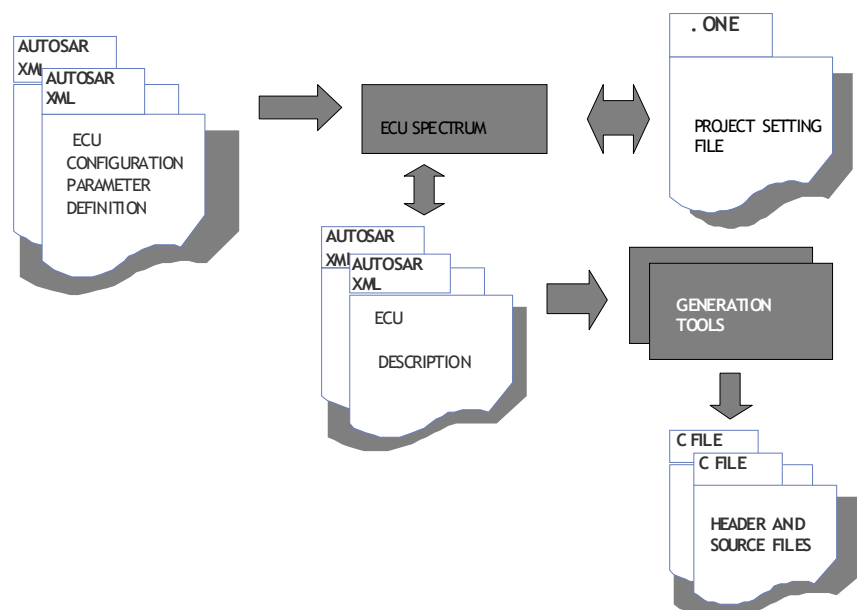 AUTOSAR
XML
AUTOSAR
XML
ECU
CONFIGURATION
PARAMETER
DEFINITION
ECU SPECTRUM
. ONE
PROJECT SETTING
FILE
AUTOSAR
XML
AUTOSAR
XML
ECU
DESCRIPTION
GENERATION
TOOLS
C FILE
C FILE
HEADER AND
SOURCE FILES